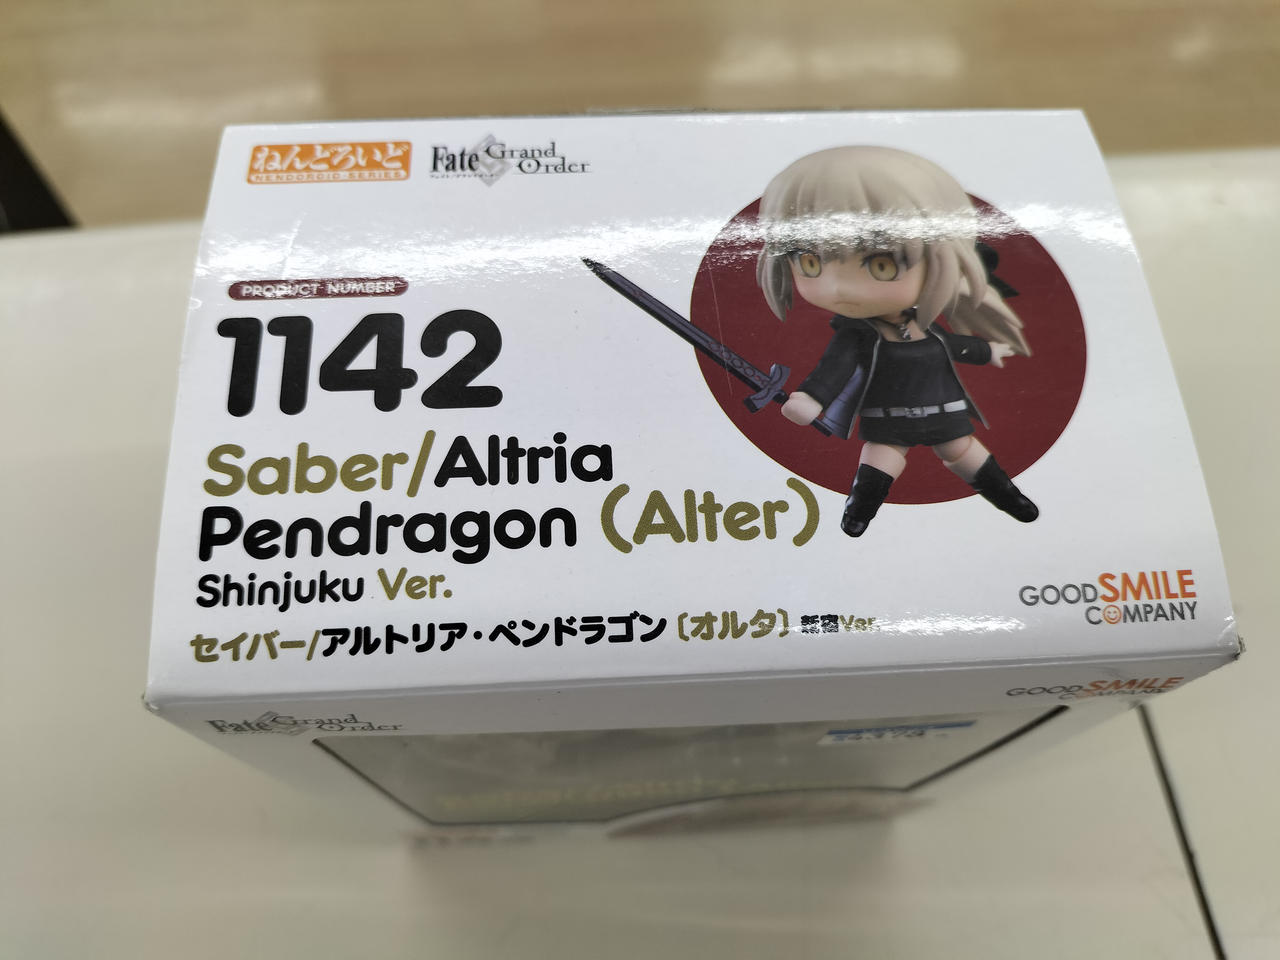 ねんどろいど
NENDOROID SERIES
Fate Grand Order
PRODUCT NUMBER
1142
Saber/Altria
Pendragon (Alter)
Shinjuku Ver.
セイバー/アルトリア・ペンドラゴン〔オルタ〕 新宿Ver.
GOOD SMILE
COMPANY
Fate Grand Order
GOOD SMILE
COMPANY